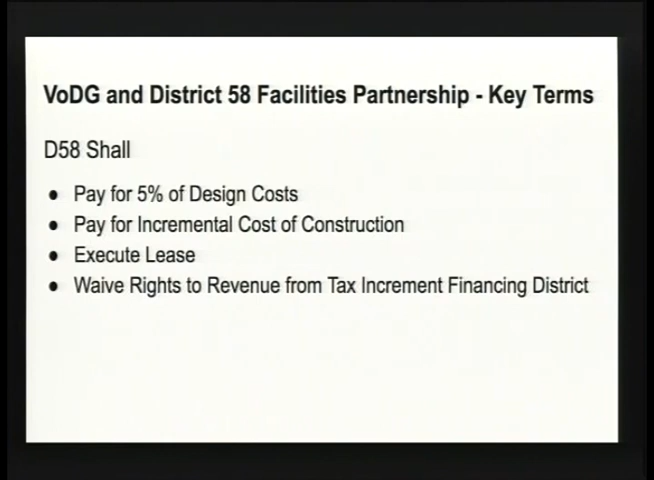 VoDG and District 58 Facilities Partnership - Key Terms
D58 Shall
● Pay for 5% of Design Costs
● Pay for Incremental Cost of Construction
● Execute Lease
● Waive Rights to Revenue from Tax Increment Financing District